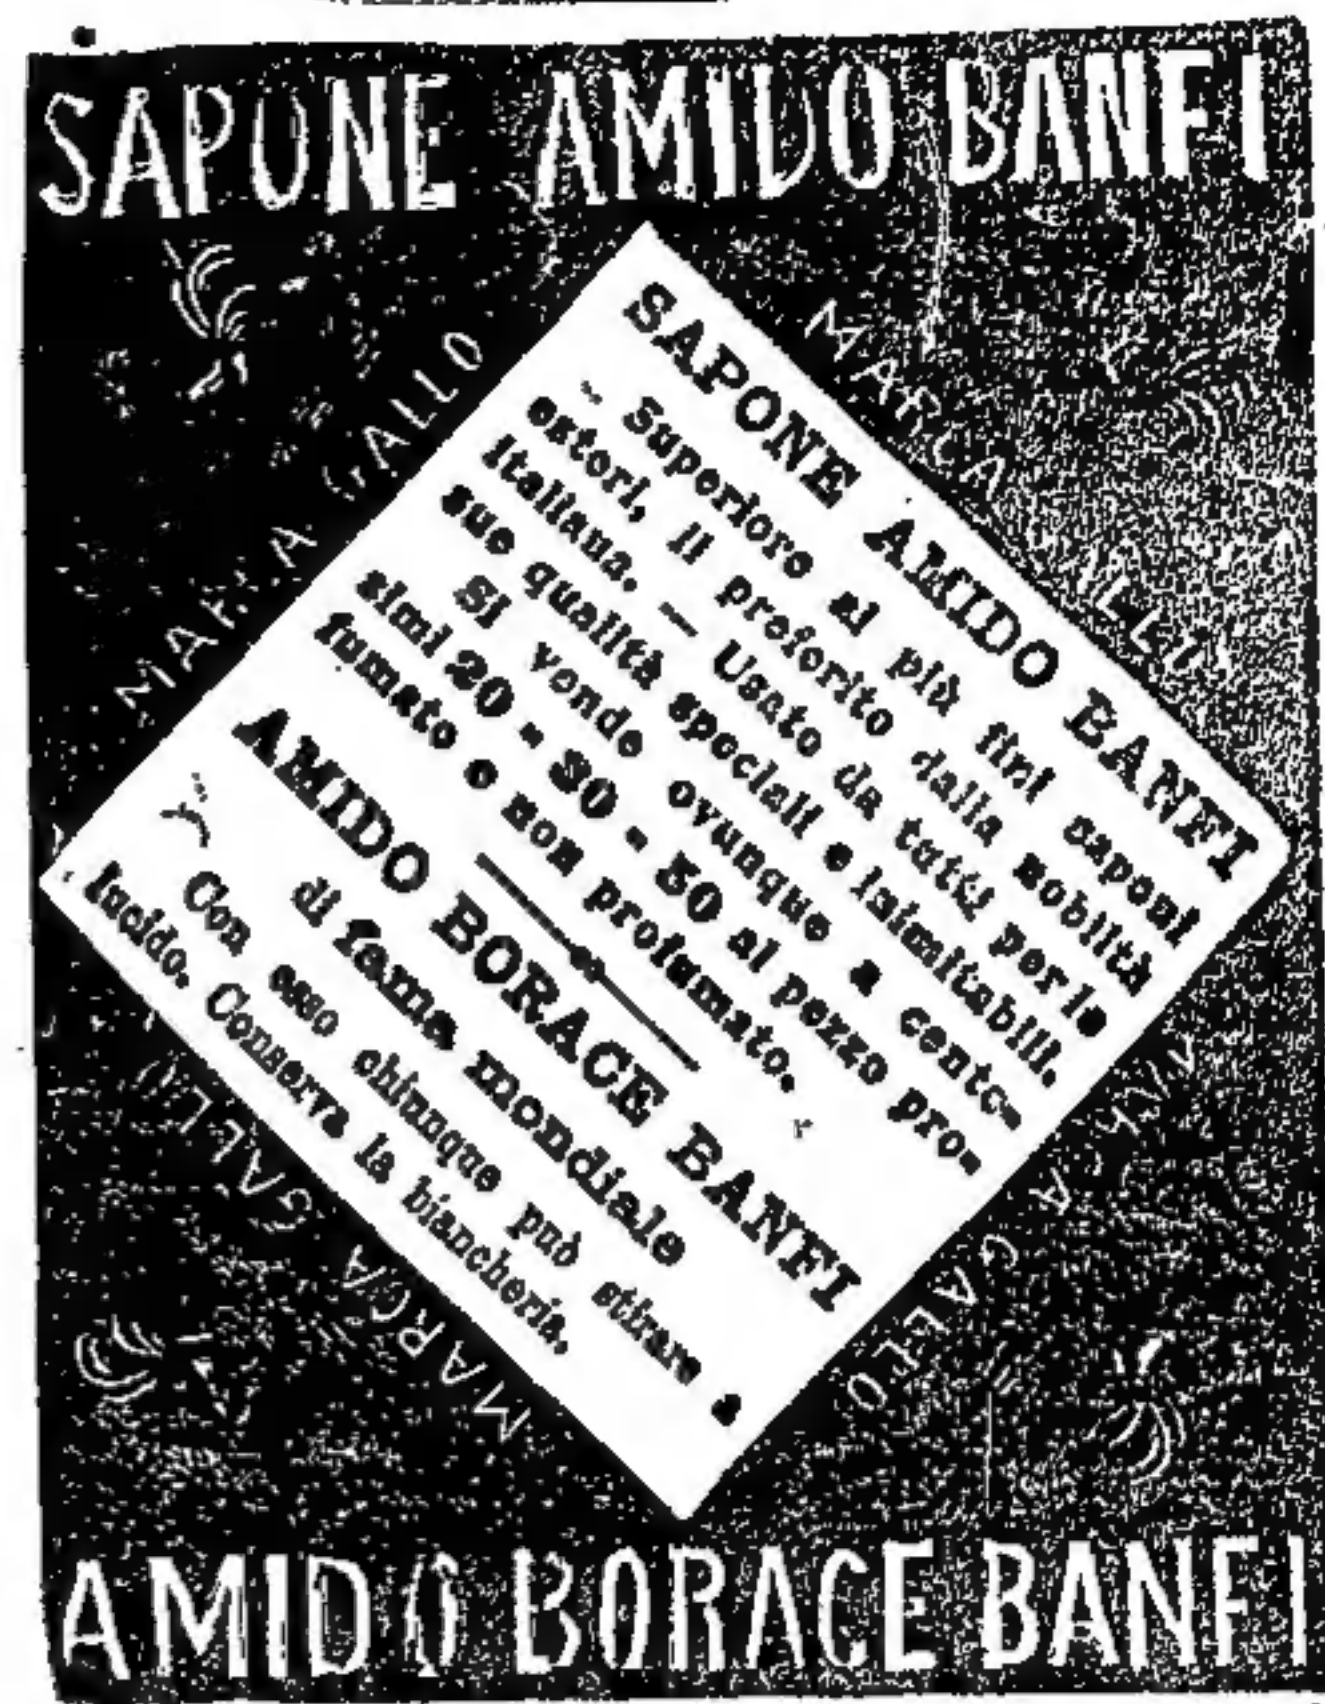 SAPONE AMIDO BANFI
MARCA GALLO
MARCA GALLO
SAPONE AMIDO BANFI
- Superiore ai più fini saponi
esteri, il preferito dalla nobiltà
italiana. — Usato da tutti per le
sue qualità speciali e inimitabili.
Si vende ovunque a cente-
simi 20 - 30 - 50 al pezzo pro-
fumato e non profumato.
AMIDO BORACE BANFI
di fama mondiale
Con esso chiunque può stirare a
lucido. Conserva la biancheria.
MARCA GALLO
MARCA GALLO
AMIDO BORACE BANFI